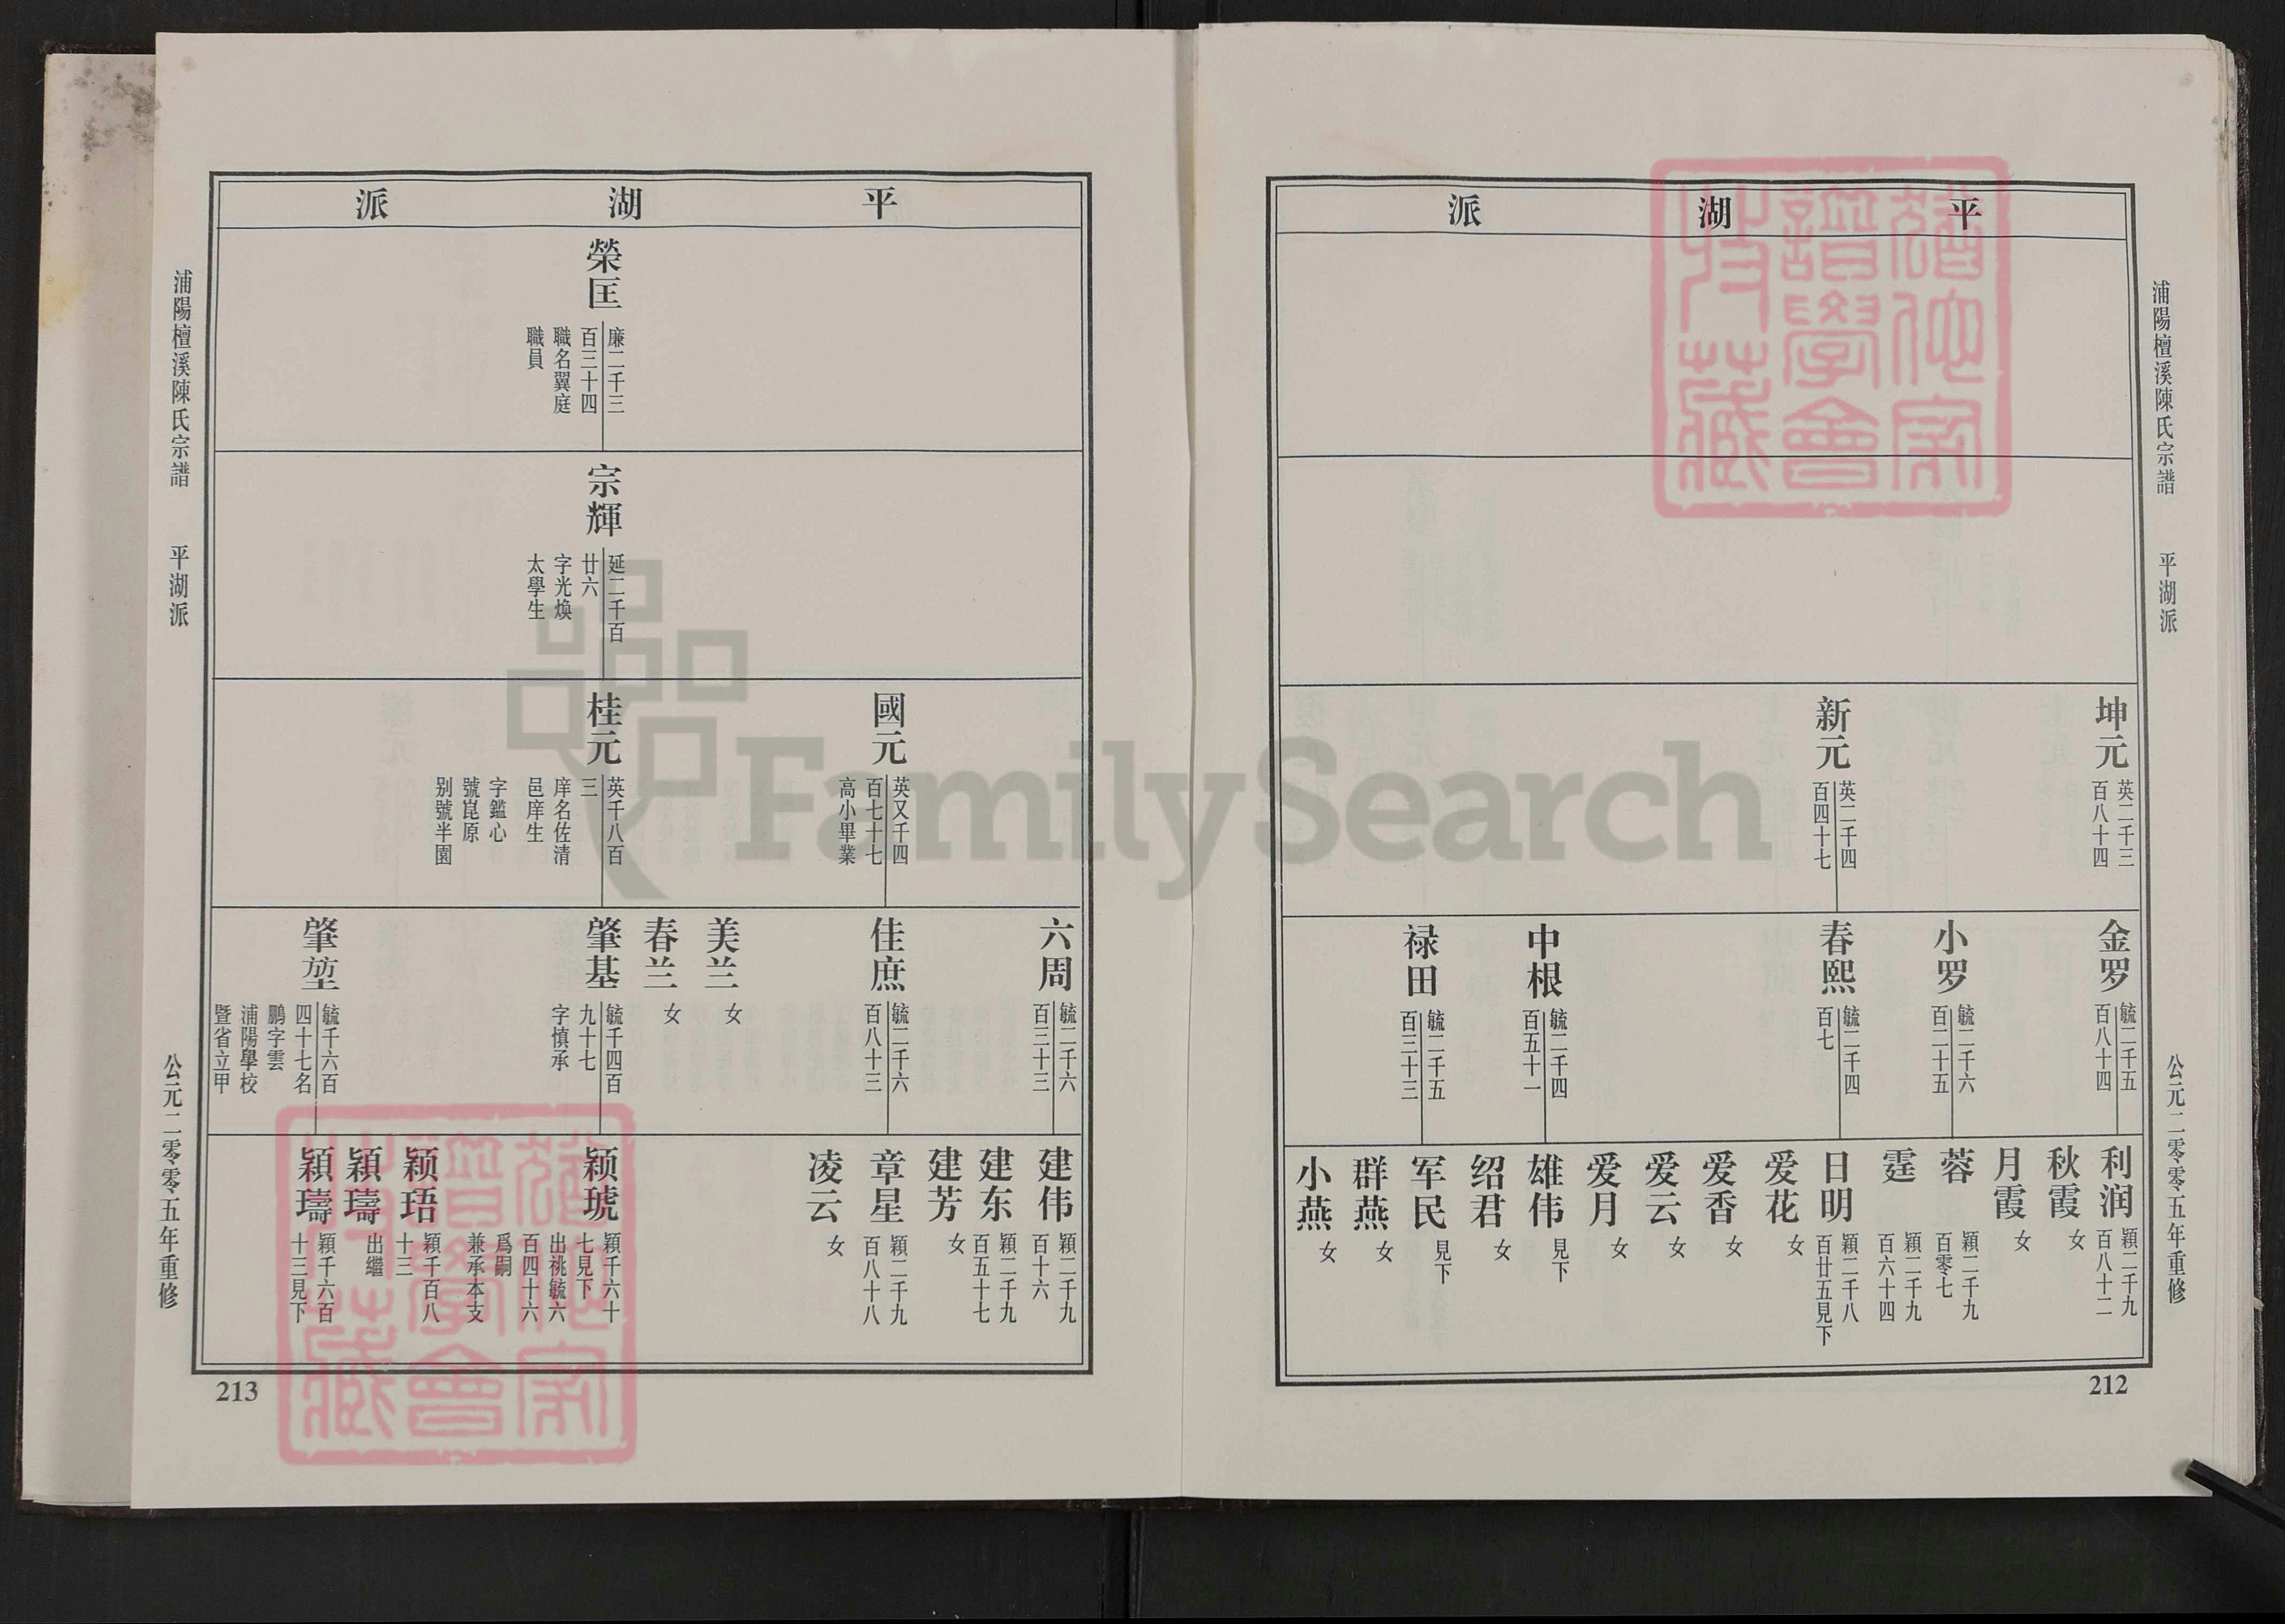 浦陽檀溪陳氏宗譜 平湖派 公元二零零五年重修
212
平湖派
坤元
英二千三
百八十四
新元
英二千四
百四十七
金罗
毓二千五
百八十四
小罗
毓二千六
百二十五
春熙
毓二千四
百七
中根
毓二千四
百五十一
禄田
毓二千五
百三十三
利润
穎二千九
百八十二
秋霞 女
月霞 女
蓉
穎二千九
百零七
霆
穎二千九
百六十四
日明
穎二千八
百廿五見下
爱花 女
爱香 女
爱云 女
爱月 女
雄伟 見下
绍君 女
军民 見下
群燕 女
小燕 女
平湖派
榮匡
廉二千三
百三十四
職名翼庭
職員
宗輝
延二千百
廿六
字光煥
太學生
國元
英又千四
百七十七
高小畢業
桂元
英千八百
三
庠名佐清
邑庠生
字鑑心
號崑原
别號半園
六周
毓二千六
百三十三
佳庶
毓二千六
百八十三
美兰 女
春兰 女
肇基
毓千四百
九十七
字慎承
肇堃
毓千六百
四十七名
鵬字雲
浦陽學校
暨省立甲
建伟
穎二千九
百十六
建东
穎二千九
百五十七
建芳 女
章星
穎二千九
百八十八
凌云 女
颖琥
穎千六十
七見下
出祧毓六
百四十六
爲嗣
兼承本支
颖珸
穎千百八
十三
穎璹
出繼
穎璹
穎千六百
十三見下
浦陽檀溪陳氏宗譜 平湖派 公元二零零五年重修
213
FamilySearch